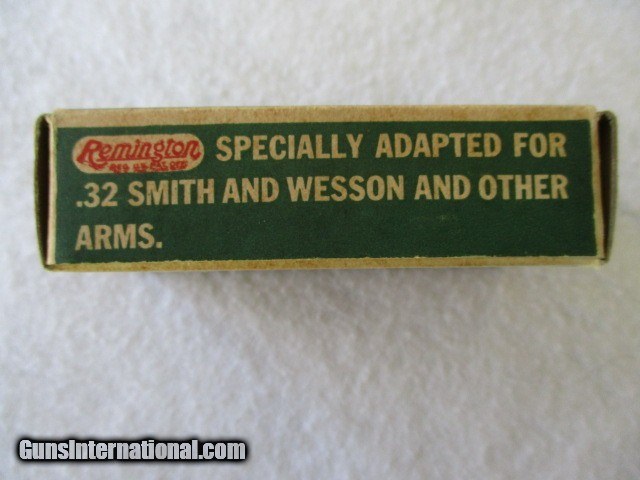 Remington SPECIALLY ADAPTED FOR
.32 SMITH AND WESSON AND OTHER
ARMS.
GunsInternational.com